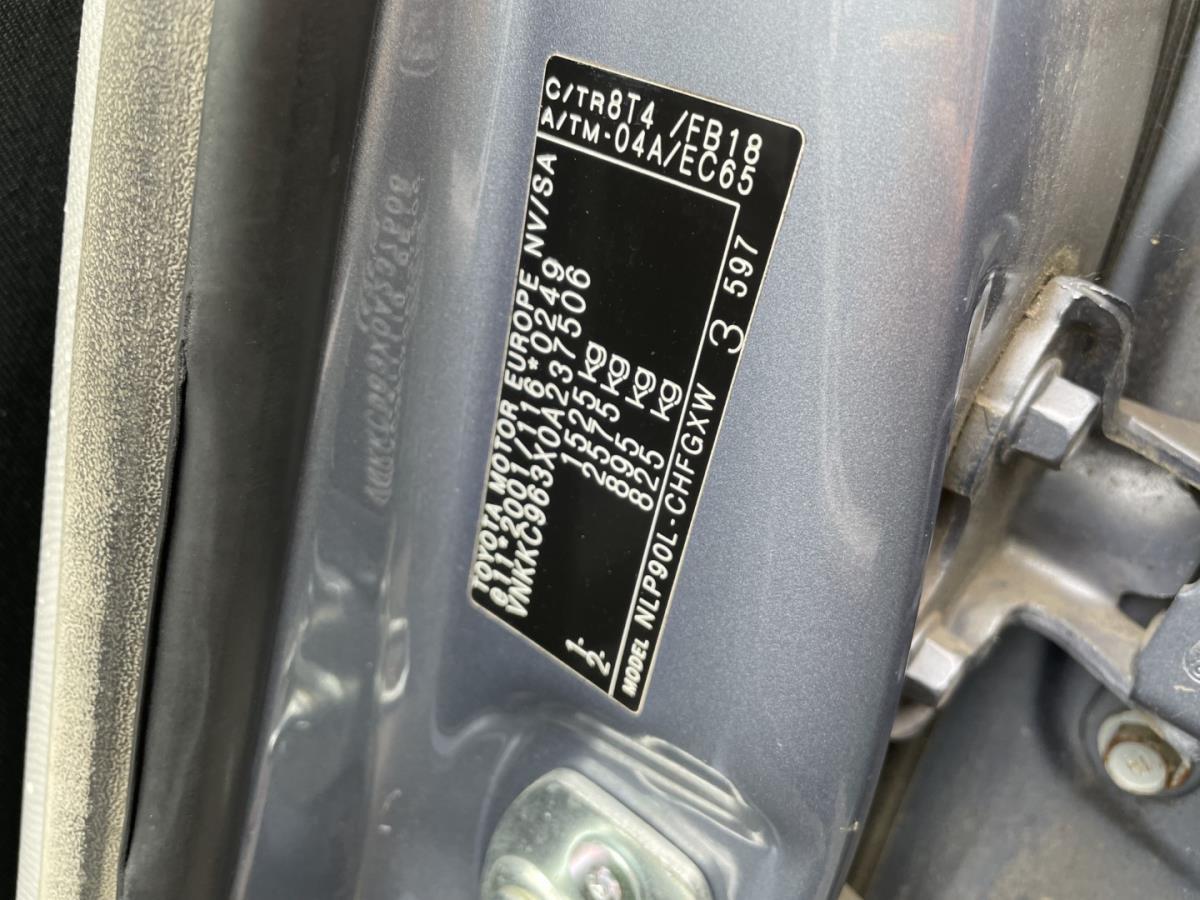 TOYOTA MOTOR EUROPE NV/SA
e11*2001/116*0249
VNKKC963X0A237506
1525 kg
2575 kg
1- 895 kg
2- 825 kg
MODEL NLP90L-CHFGXW 3 597
C/TR8T4 /FB18
A/TM-04A/EC65